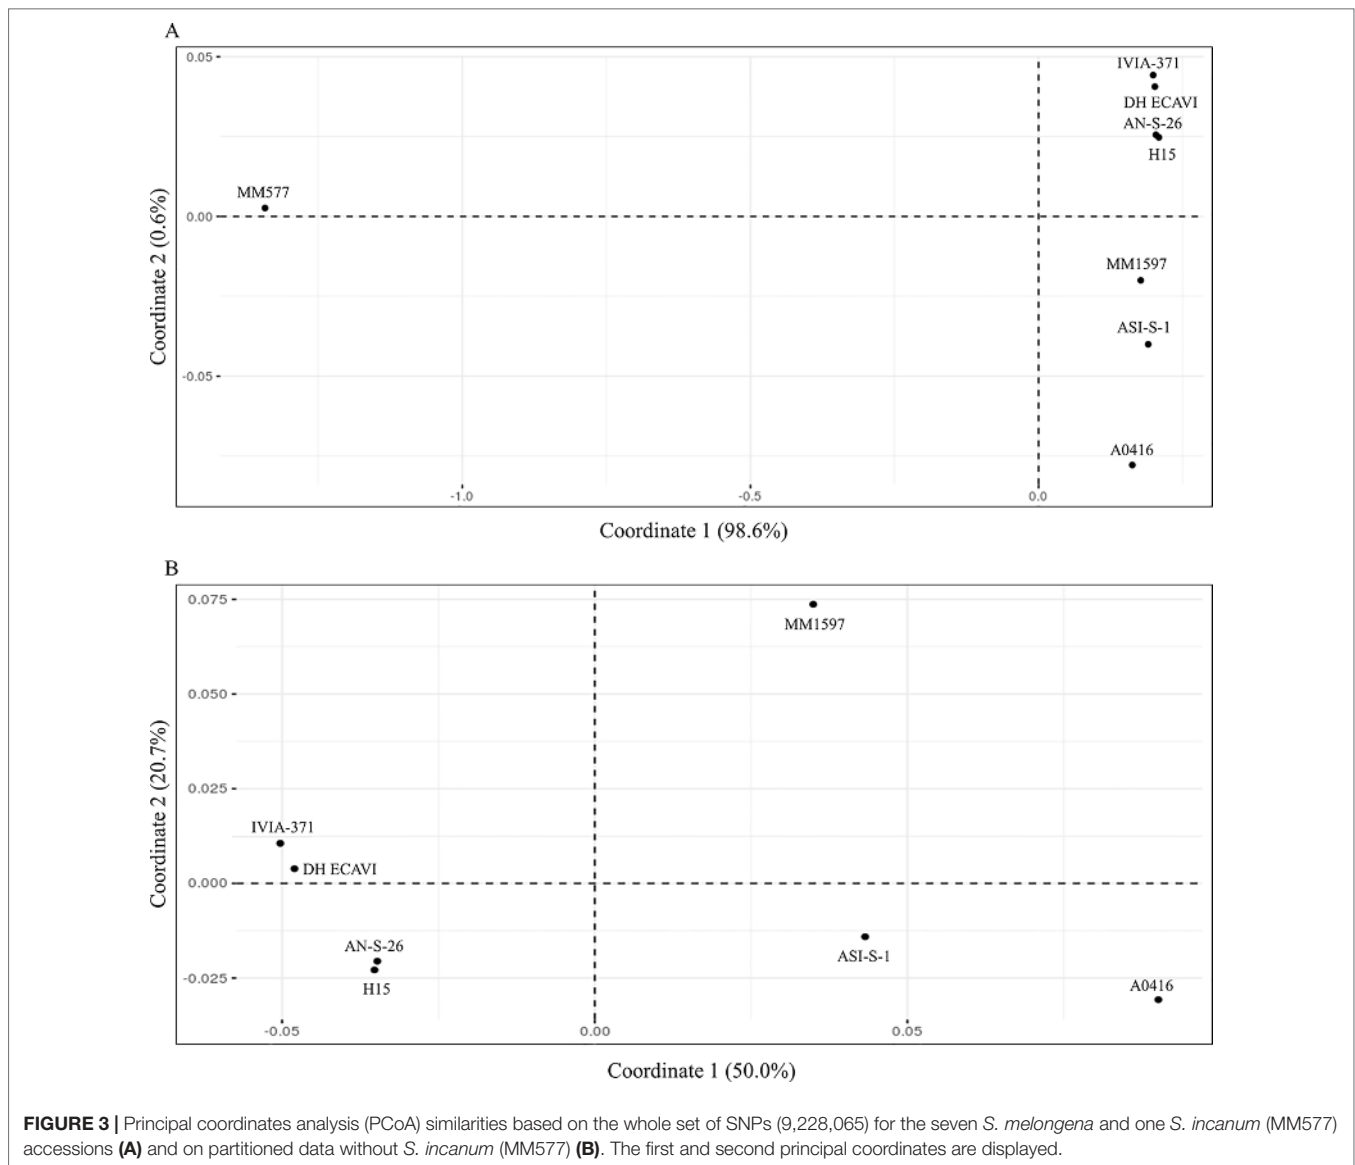 A
0.05
0.00
-0.05
Coordinate 2 (0.6%)
IVIA-371
DH ECAVI
AN-S-26
H15
MM577
MM1597
ASI-S-1
A0416
-1.0
-0.5
0.0
Coordinate 1 (98.6%)
B
0.075
0.050
0.025
0.000
-0.025
Coordinate 2 (20.7%)
MM1597
IVIA-371
DH ECAVI
AN-S-26
H15
ASI-S-1
A0416
-0.05
0.00
0.05
Coordinate 1 (50.0%)
FIGURE 3 | Principal coordinates analysis (PCoA) similarities based on the whole set of SNPs (9,228,065) for the seven S. melongena and one S. incanum (MM577)
accessions (A) and on partitioned data without S. incanum (MM577) (B). The first and second principal coordinates are displayed.